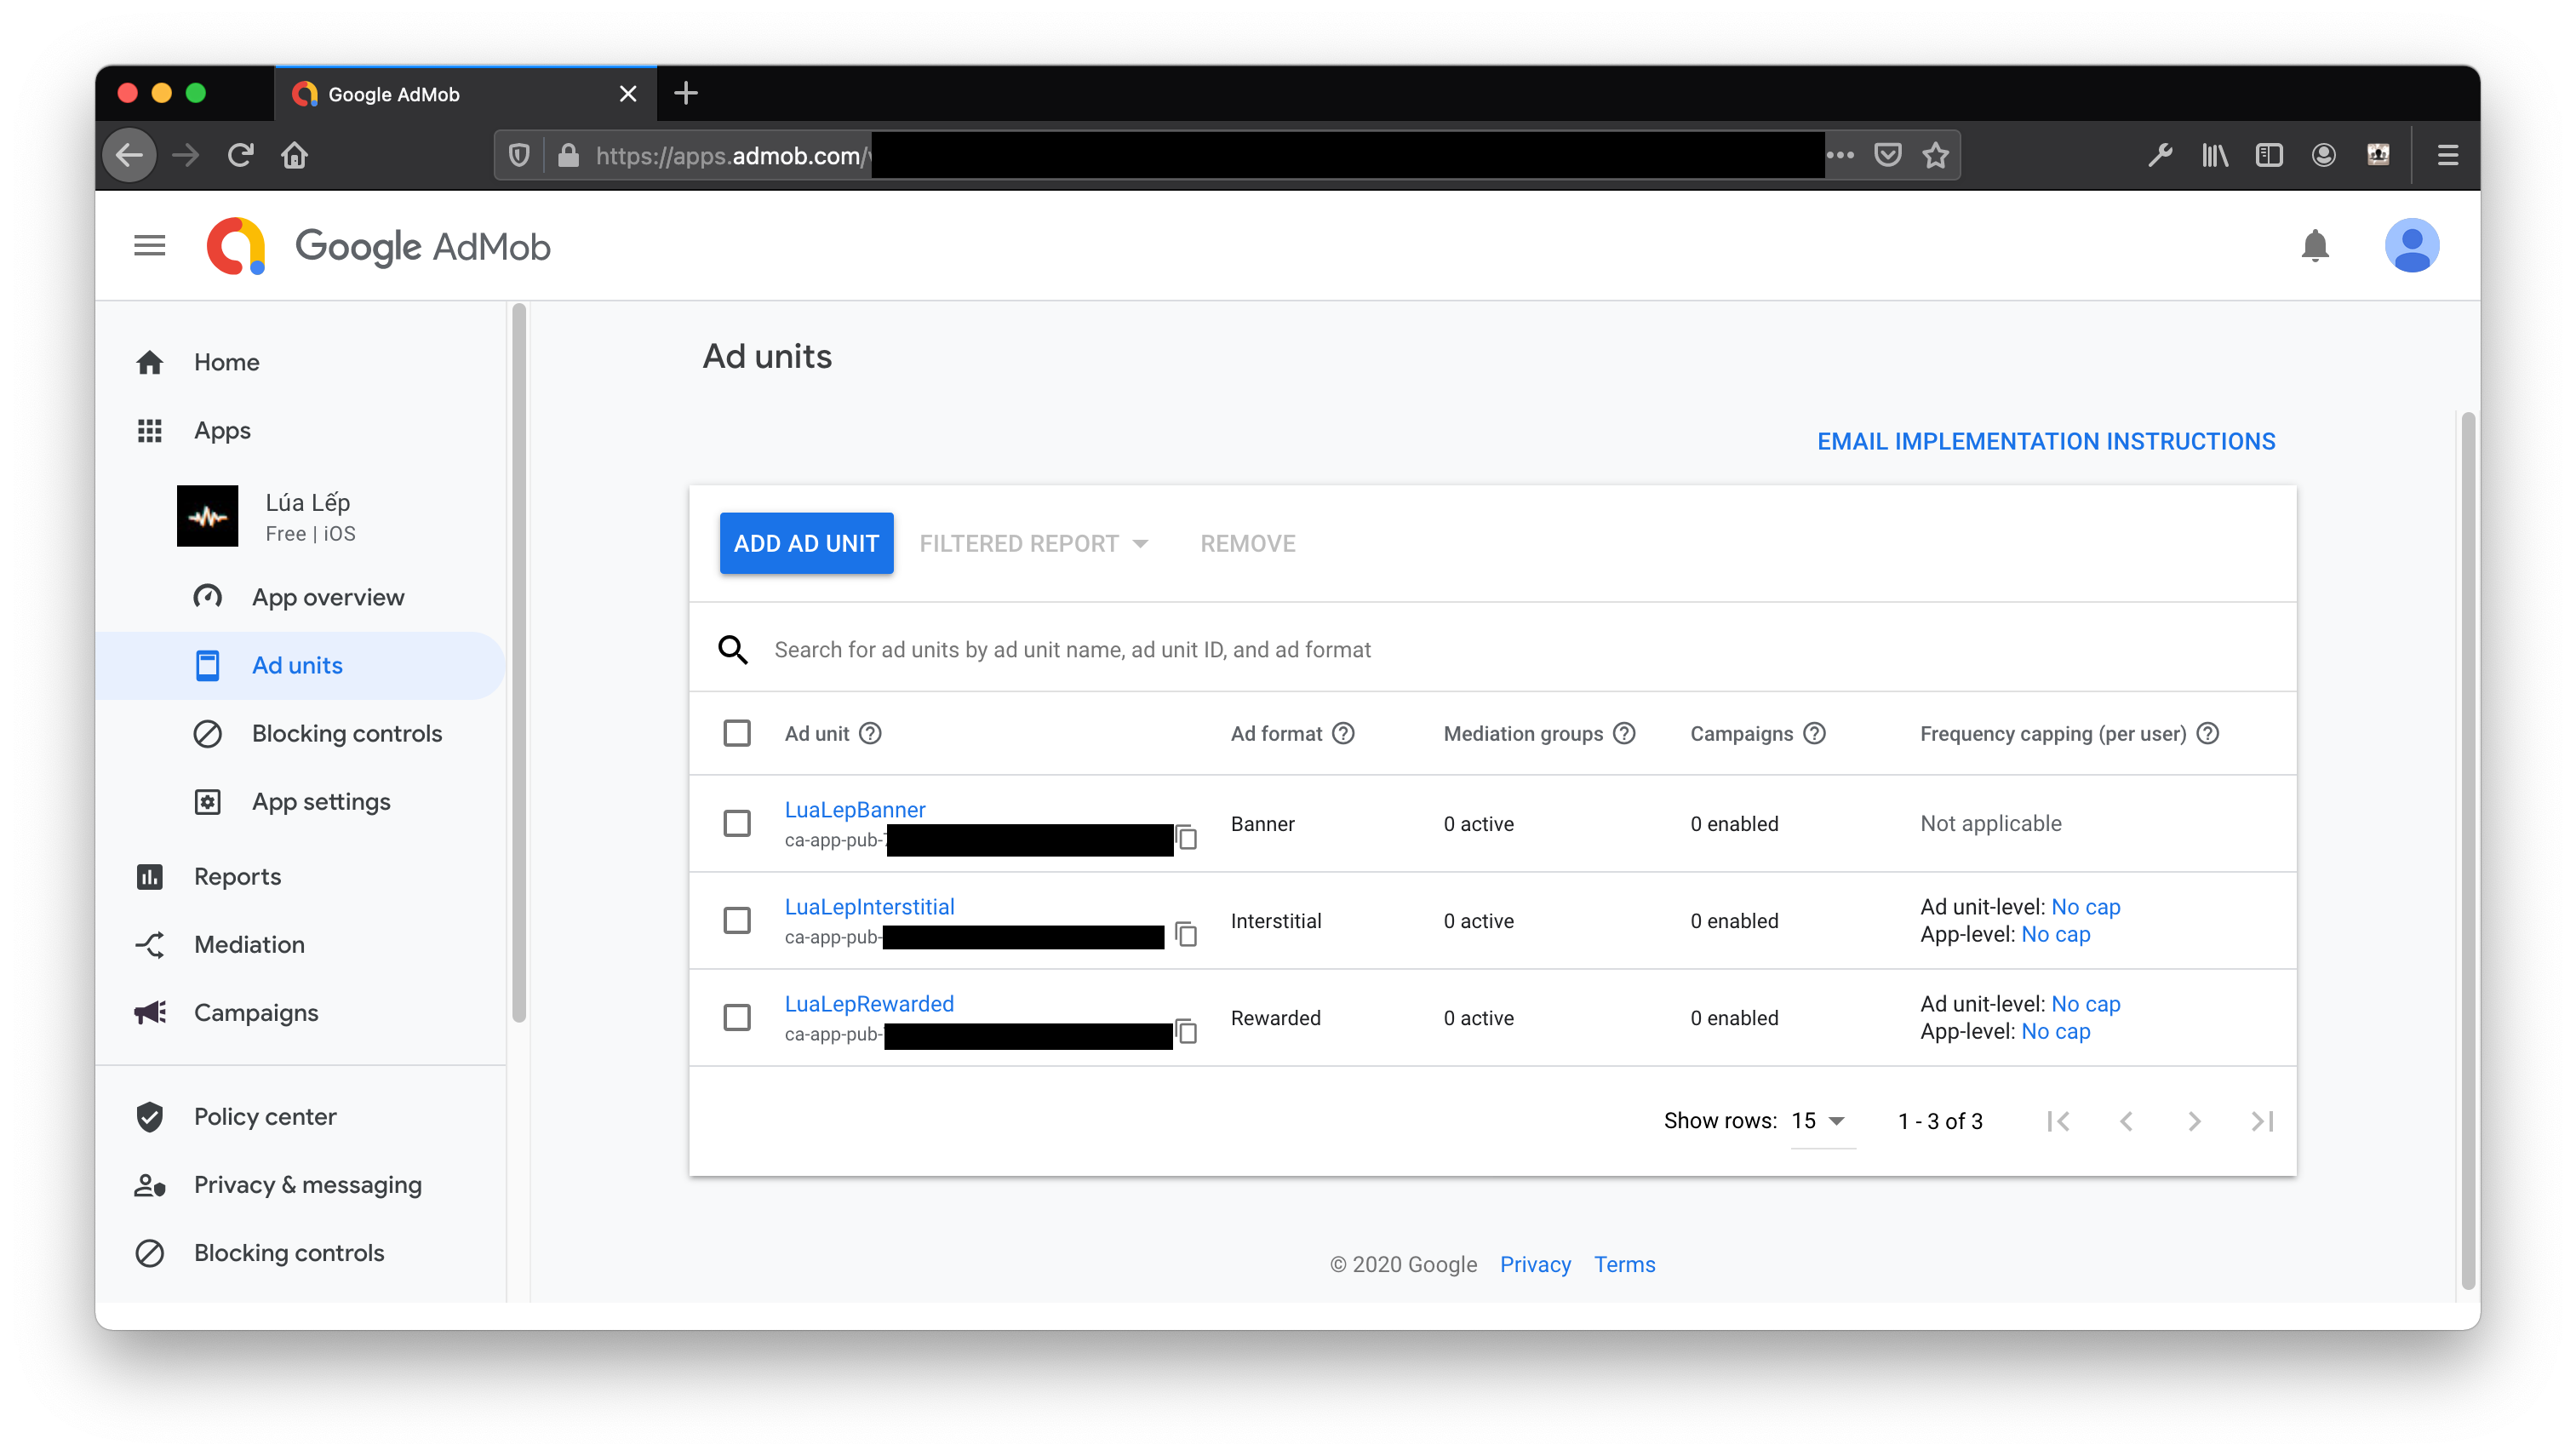 Google AdMob
https://apps.admob.com/
Google AdMob
Home
Apps
Lúa Lếp
Free | iOS
App overview
Ad units
Blocking controls
App settings
Reports
Mediation
Campaigns
Policy center
Privacy & messaging
Blocking controls
Ad units
EMAIL IMPLEMENTATION INSTRUCTIONS
ADD AD UNIT FILTERED REPORT REMOVE
Search for ad units by ad unit name, ad unit ID, and ad format
Ad unit Ad format Mediation groups Campaigns Frequency capping (per user)
LuaLepBanner
ca-app-pub-
Banner 0 active 0 enabled Not applicable
LuaLepInterstitial
ca-app-pub-
Interstitial 0 active 0 enabled
Ad unit-level: No cap
App-level: No cap
LuaLepRewarded
ca-app-pub-
Rewarded 0 active 0 enabled
Ad unit-level: No cap
App-level: No cap
Show rows: 15 1 - 3 of 3
© 2020 Google Privacy Terms